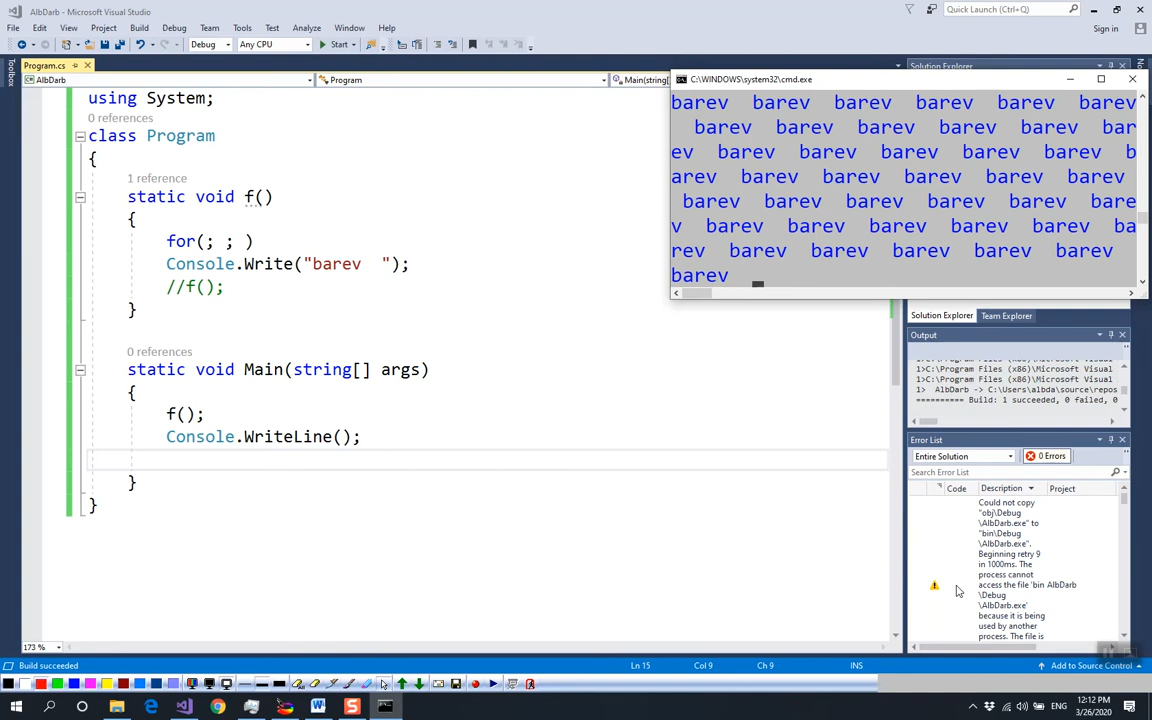 AlbDarb - Microsoft Visual Studio
Quick Launch (Ctrl+Q)
File Edit View Project Build Debug Team Tools Test Analyze Window Help
Sign in
Debug Any CPU Start
Toolbox
Program.cs
Solution Explorer
AlbDarb Program Main(string[
using System;
0 references
class Program
{
1 reference
static void f()
{
for(; ; )
Console.Write("barev  ");
//f();
}
0 references
static void Main(string[] args)
{
f();
Console.WriteLine();
}
}
C:\WINDOWS\system32\cmd.exe
barev barev barev barev barev barev
barev barev barev barev barev bar
ev barev barev barev barev barev b
arev barev barev barev barev barev
barev barev barev barev barev bare
v barev barev barev barev barev ba
rev barev barev barev barev barev
barev
Solution Explorer Team Explorer
Output
1>C:\Program Files (x86)\Microsoft Visual
1>C:\Program Files (x86)\Microsoft Visual
1> AlbDarb -> C:\Users\albda\source\repos
========== Build: 1 succeeded, 0 failed, 0
Error List
Entire Solution 0 Errors
Search Error List
Code Description Project
Could not copy
"obj\Debug
\AlbDarb.exe" to
"bin\Debug
\AlbDarb.exe".
Beginning retry 9
in 1000ms. The
process cannot
access the file 'bin AlbDarb
\Debug
\AlbDarb.exe'
because it is being
used by another
process. The file is
173 %
Build succeeded Ln 15 Col 9 Ch 9 INS Add to Source Control
ENG
12:12 PM
3/26/2020